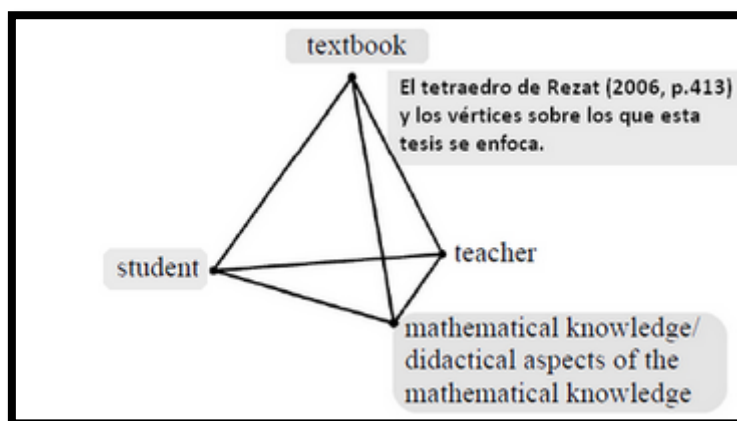 textbook
El tetraedro de Rezat (2006, p.413)
y los vértices sobre los que esta
tesis se enfoca.
student
teacher
mathematical knowledge/
didactical aspects of the
mathematical knowledge